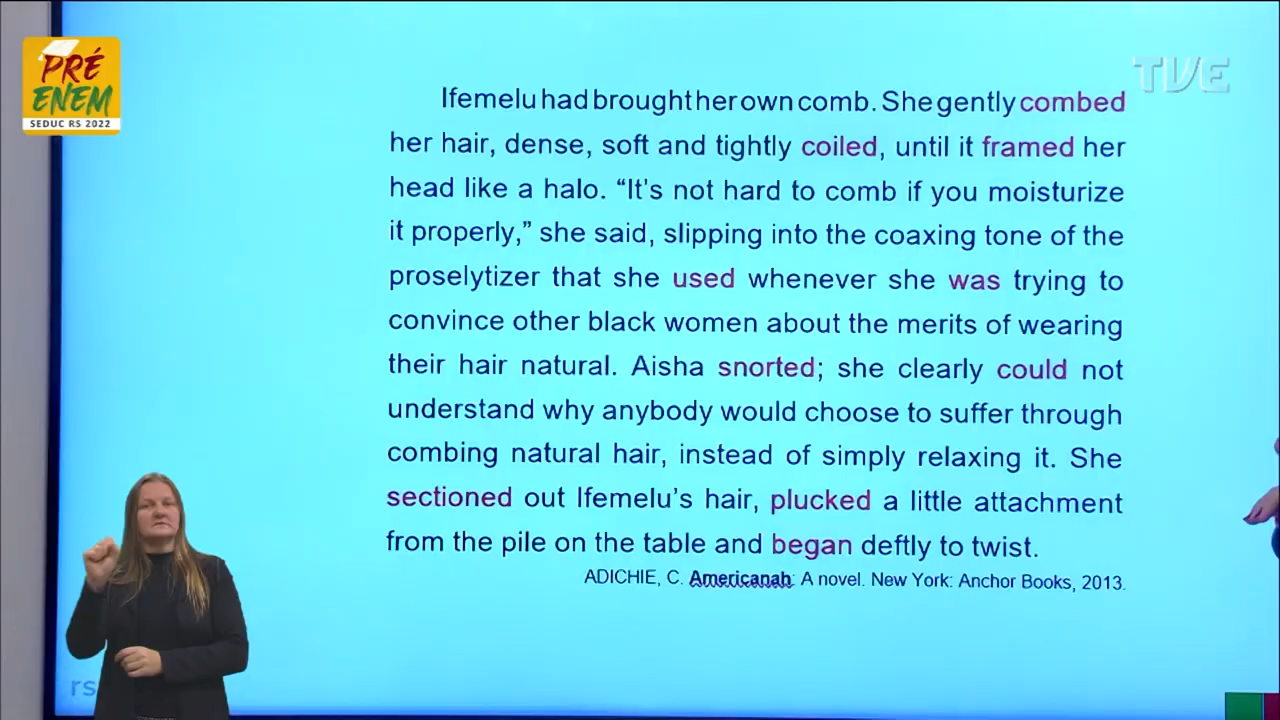 PRÉ
ENEM
SEDUC RS 2022
TVE
Ifemelu had brought her own comb. She gently combed
her hair, dense, soft and tightly coiled, until it framed her
head like a halo. “It's not hard to comb if you moisturize
it properly,” she said, slipping into the coaxing tone of the
proselytizer that she used whenever she was trying to
convince other black women about the merits of wearing
their hair natural. Aisha snorted; she clearly could not
understand why anybody would choose to suffer through
combing natural hair, instead of simply relaxing it. She
sectioned out Ifemelu’s hair, plucked a little attachment
from the pile on the table and began deftly to twist.
ADICHIE, C. Americanah: A novel. New York: Anchor Books, 2013.
rs